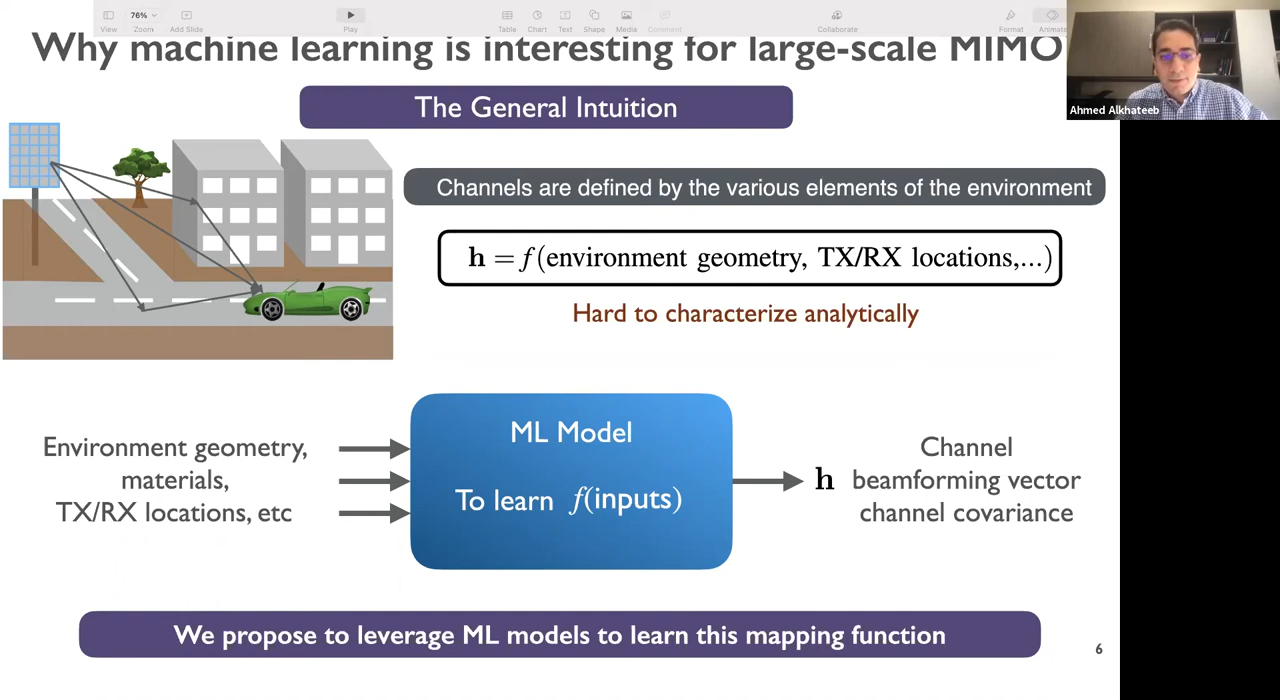 76%
View
Zoom
Add Slide
Play
Table
Chart
Text
Shape
Media
Comment
Collaborate
Format
Animate
Why machine learning is interesting for large-scale MIMO
Ahmed Alkhateeb
The General Intuition
Channels are defined by the various elements of the environment
h = f(environment geometry, TX/RX locations,...)
Hard to characterize analytically
Environment geometry,
materials,
TX/RX locations, etc
ML Model
To learn f(inputs)
h
Channel
beamforming vector
channel covariance
We propose to leverage ML models to learn this mapping function
6